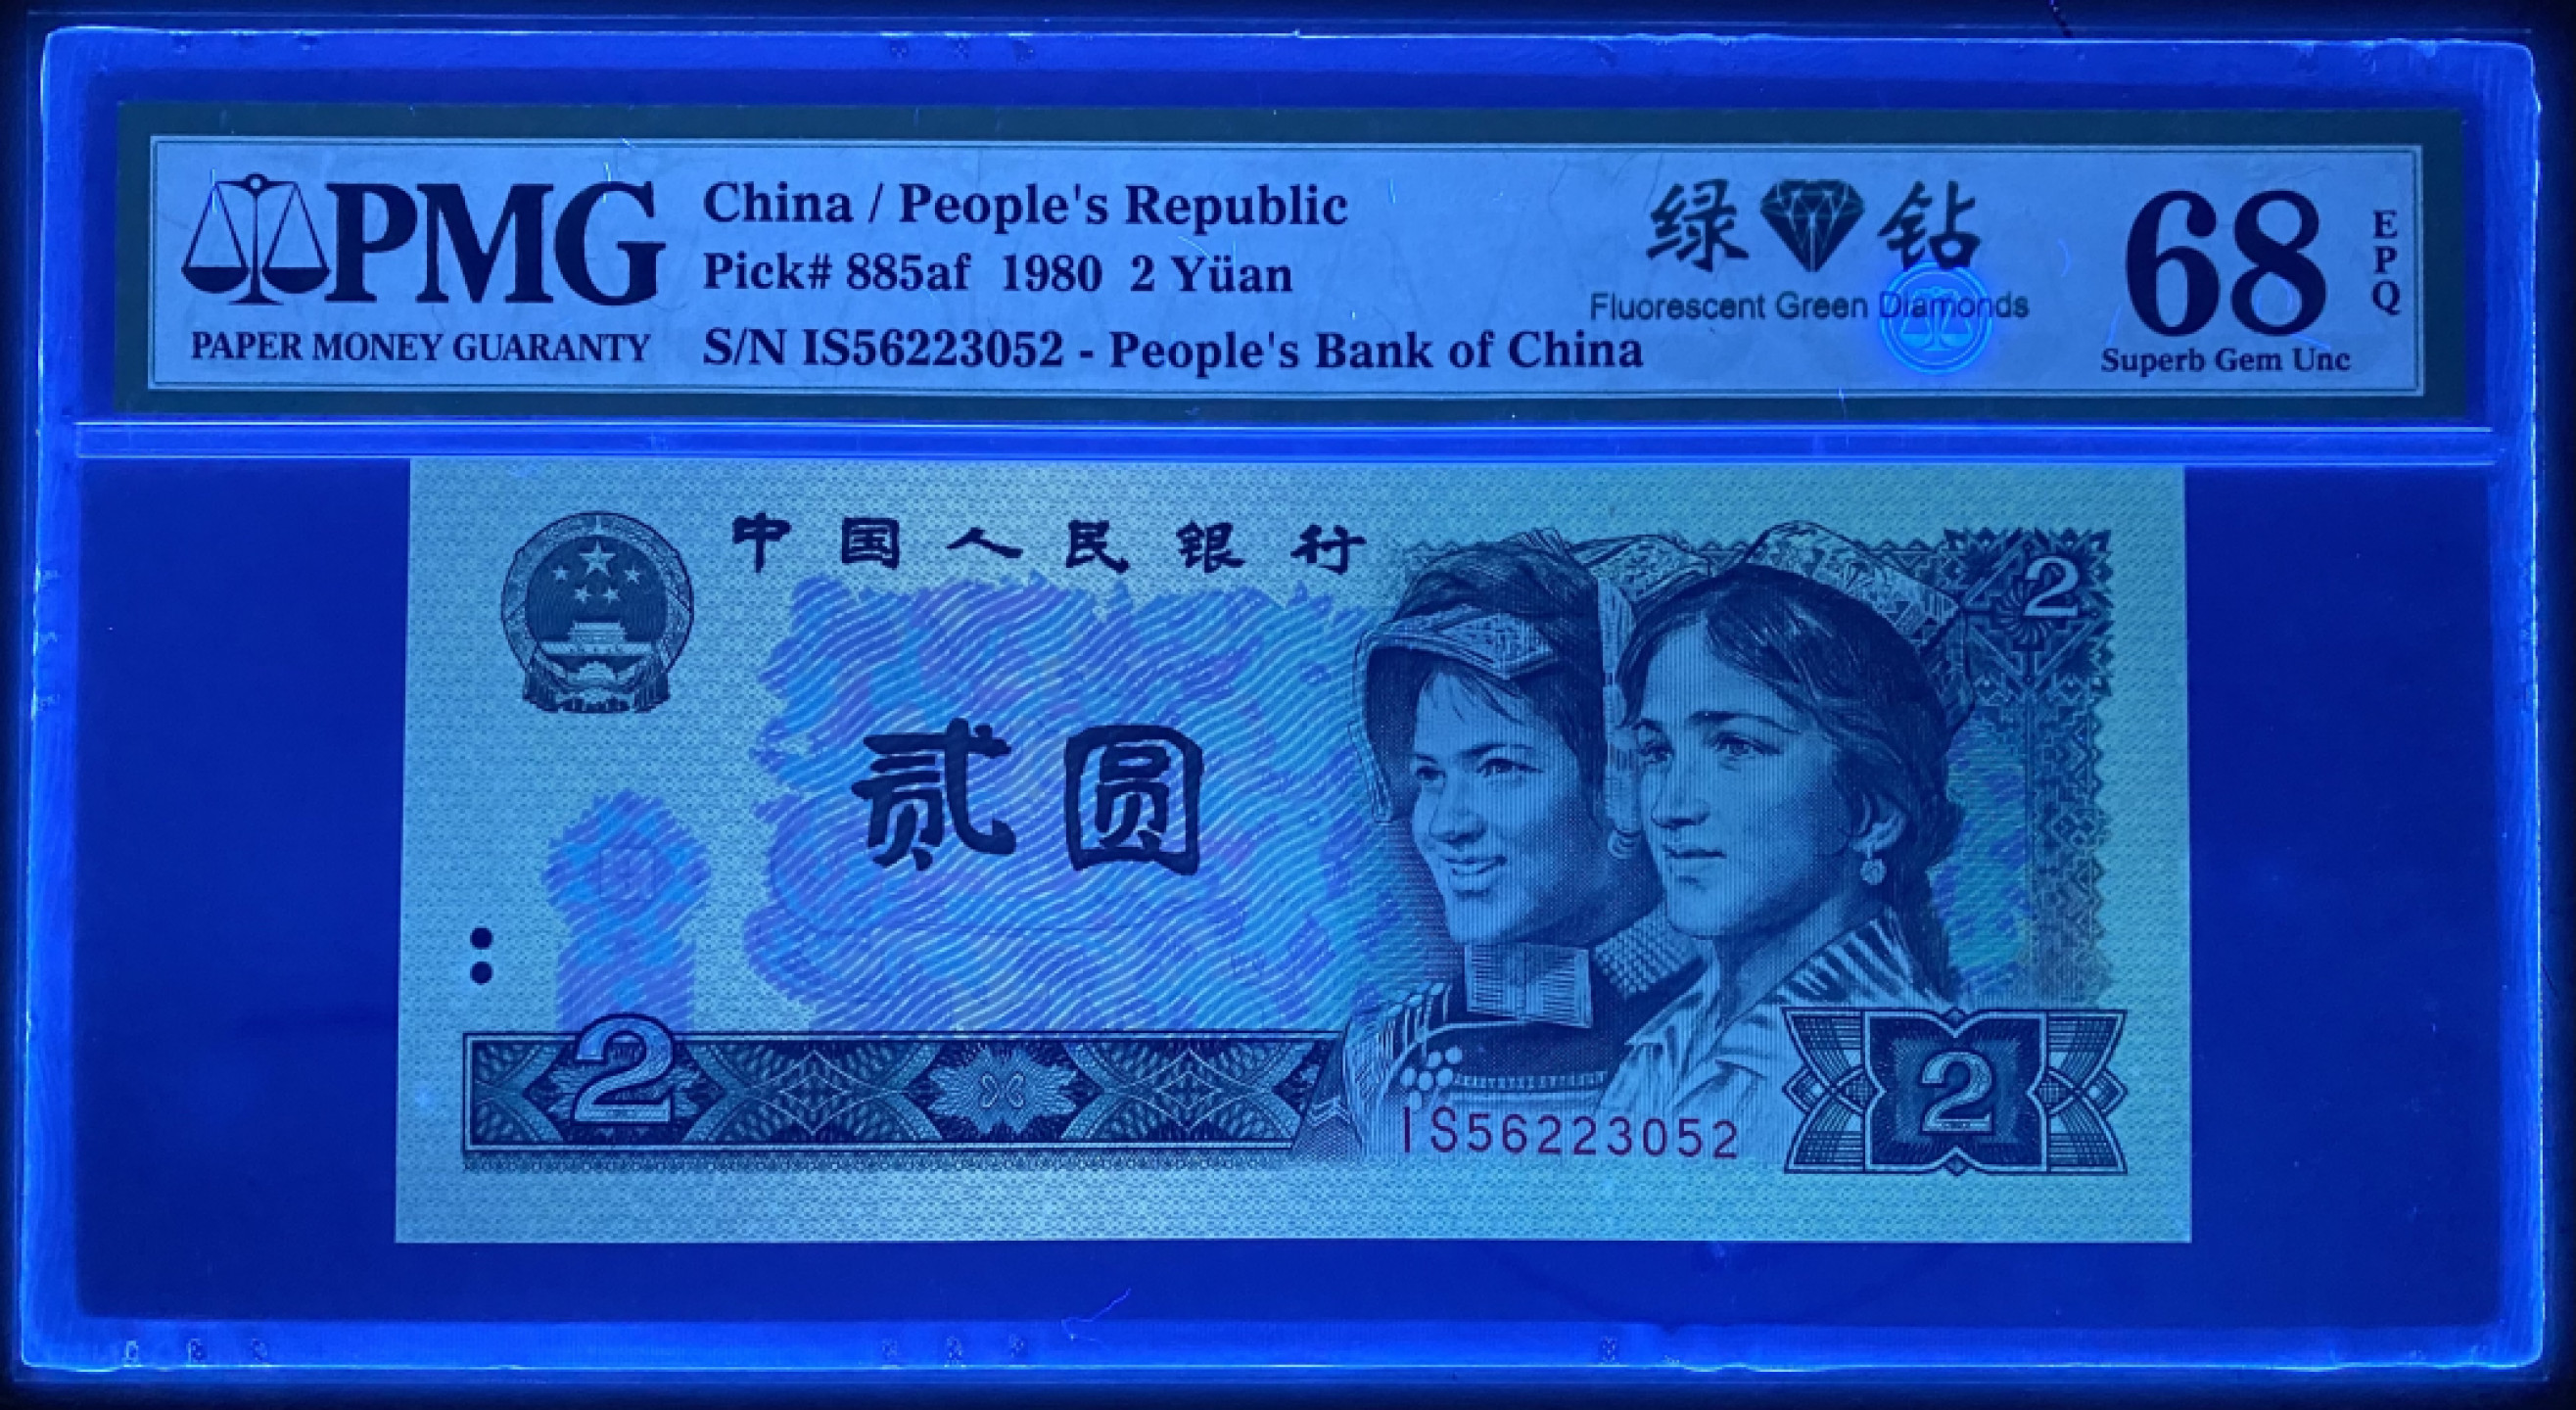 PMG
PAPER MONEY GUARANTY
China / People's Republic
Pick# 885af 1980 2 Yüan
S/N IS56223052 - People's Bank of China
绿钻
Fluorescent Green Diamonds
68
EPQ
Superb Gem Unc
中国人民银行
2
贰圆
2
2
IS56223052